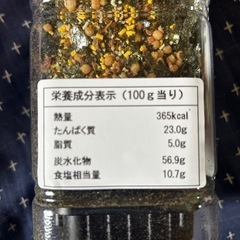 栄養成分表示(100g当り)
熱量 365kcal
たんぱく質 23.0g
脂質 5.0g
炭水化物 56.9g
食塩相当量 10.7g